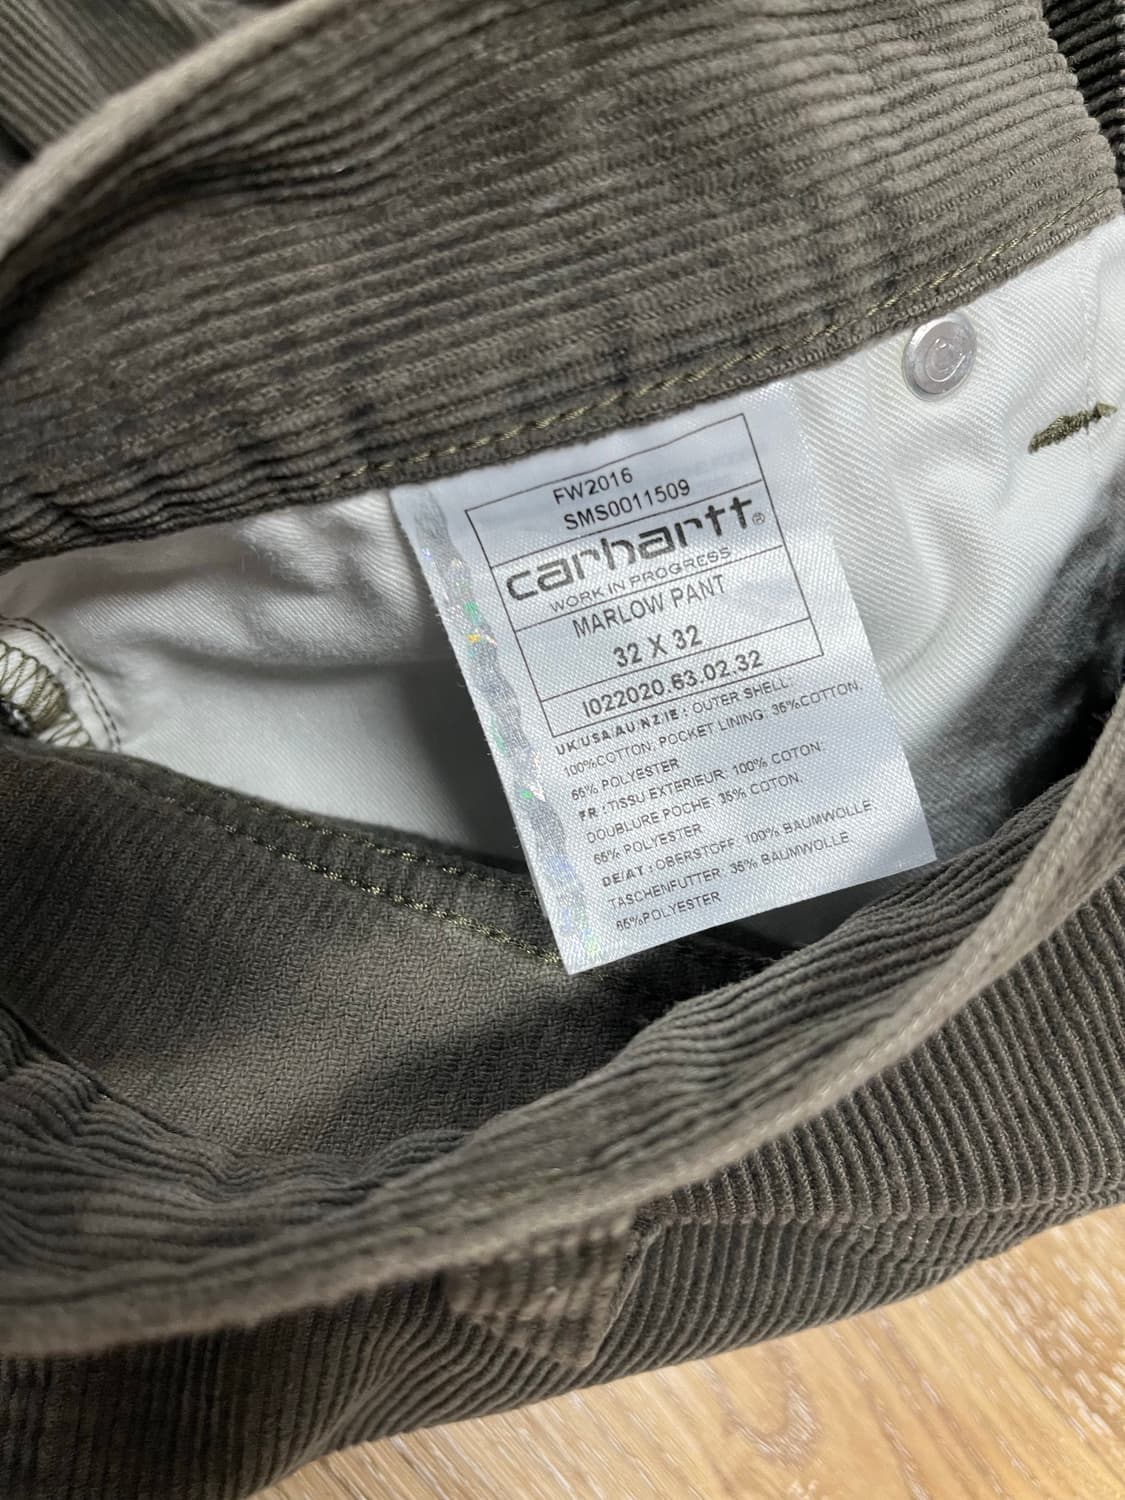 FW2016
SMS0011509
carhartt®
WORK IN PROGRESS
MARLOW PANT
32 X 32
I022020.63.02.32
UK/USA/AU/NZ/IE : OUTER SHELL:
100%COTTON; POCKET LINING: 35%COTTON,
65% POLYESTER
FR : TISSU EXTERIEUR: 100% COTON;
DOUBLURE POCHE: 35% COTON,
65% POLYESTER
DE/AT : OBERSTOFF: 100% BAUMWOLLE
TASCHENFUTTER: 35% BAUMWOLLE
65%POLYESTER